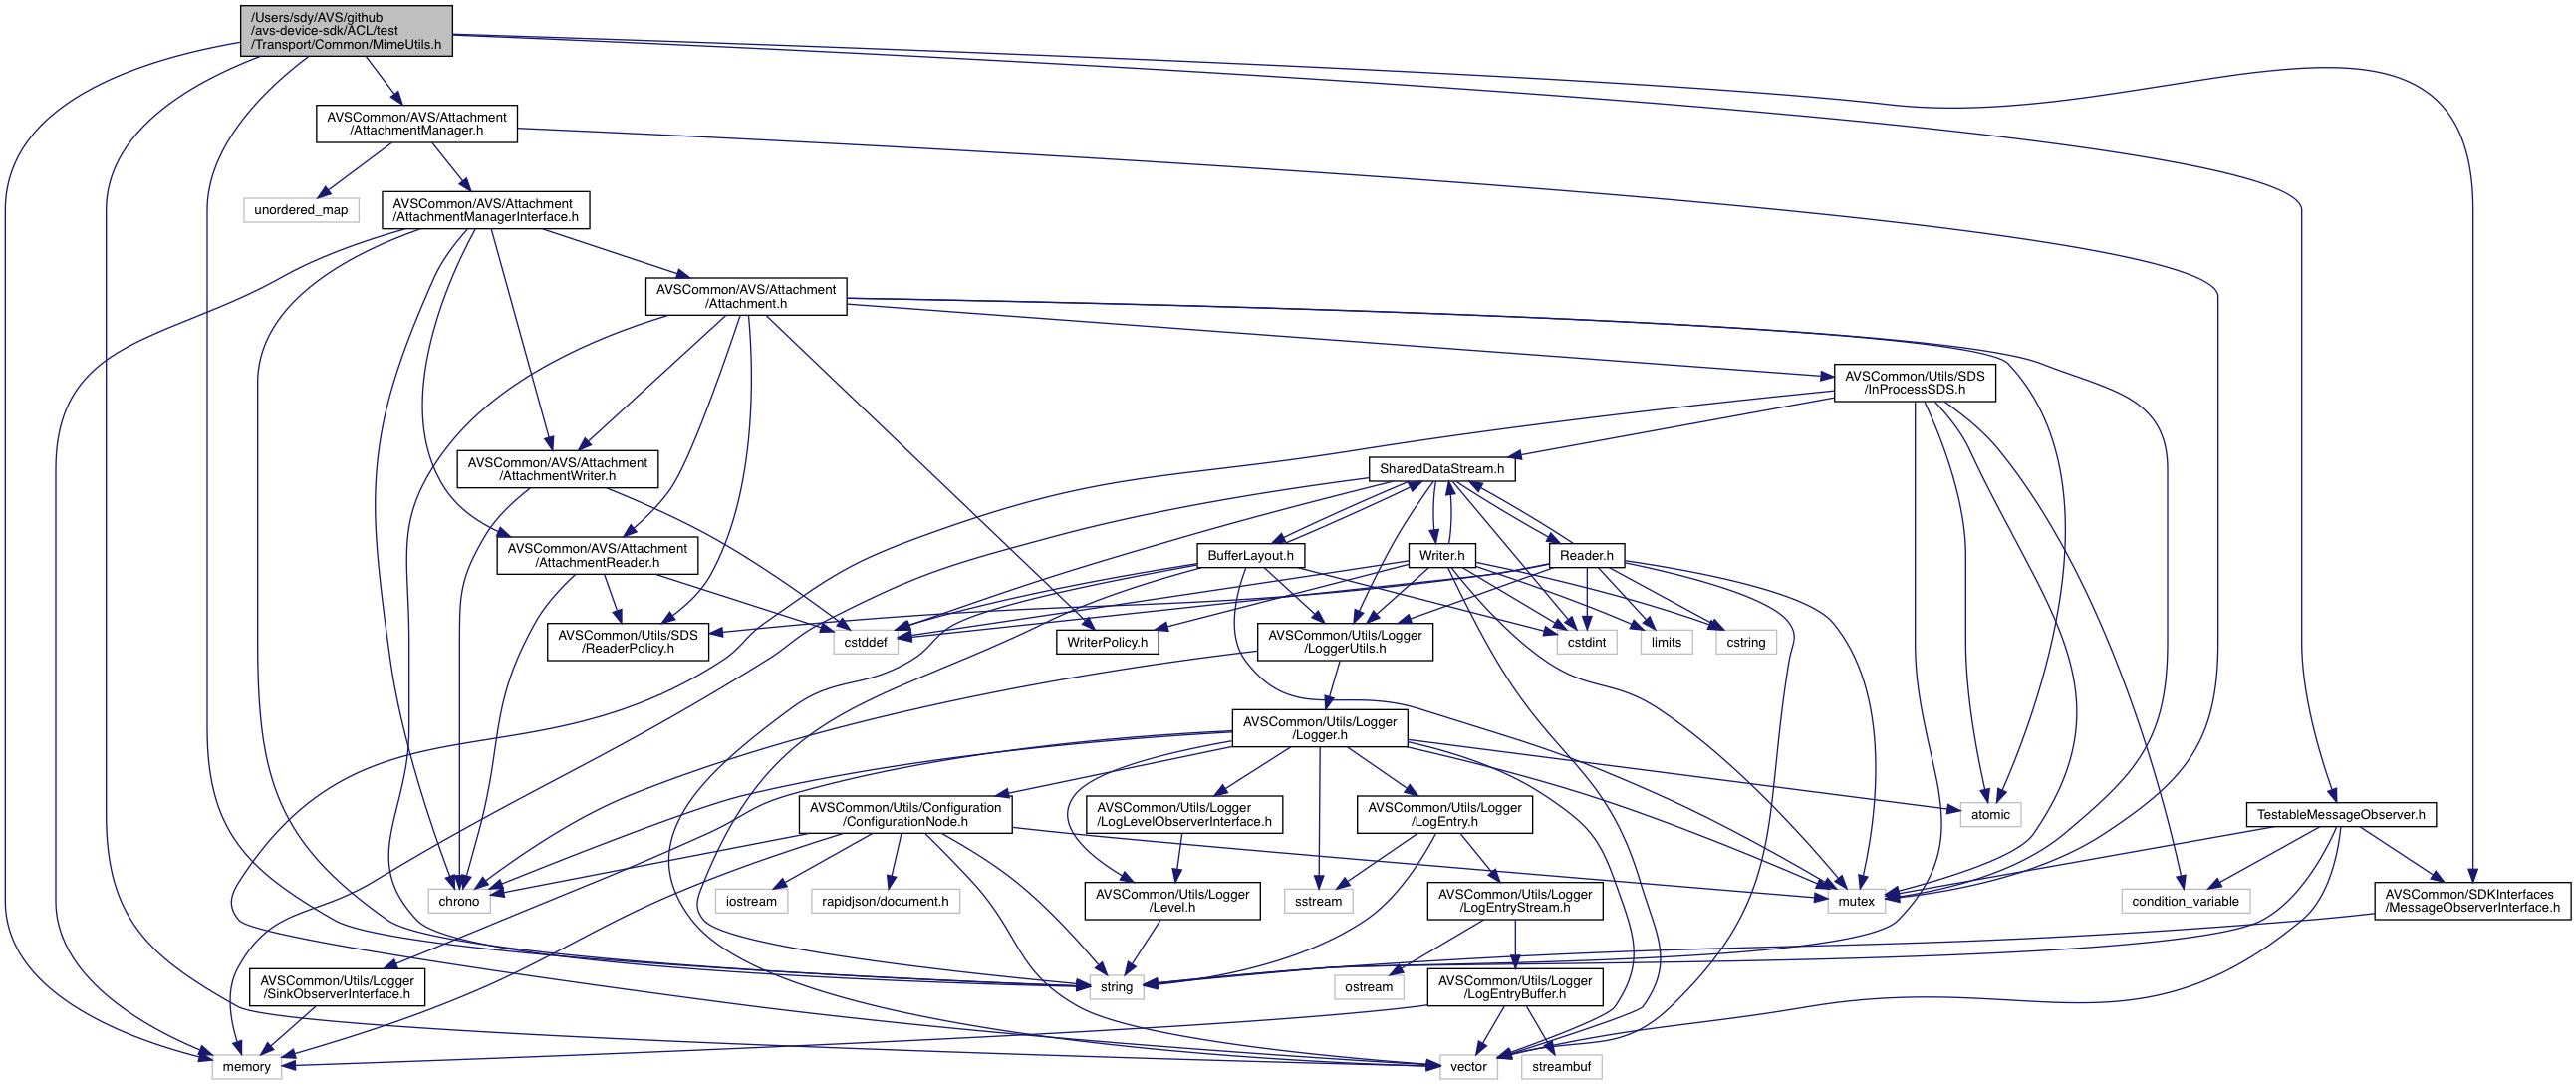 /Users/sdy/AVS/github
/avs-device-sdk/ACL/test
/Transport/Common/MimeUtils.h
AVSCommon/AVS/Attachment
/AttachmentManager.h
unordered_map
AVSCommon/AVS/Attachment
/AttachmentManagerInterface.h
AVSCommon/AVS/Attachment
/Attachment.h
AVSCommon/Utils/SDS
/InProcessSDS.h
AVSCommon/AVS/Attachment
/AttachmentWriter.h
SharedDataStream.h
AVSCommon/AVS/Attachment
/AttachmentReader.h
BufferLayout.h
Writer.h
Reader.h
AVSCommon/Utils/SDS
/ReaderPolicy.h
cstddef
WriterPolicy.h
AVSCommon/Utils/Logger
/LoggerUtils.h
cstdint
limits
cstring
AVSCommon/Utils/Logger
/Logger.h
AVSCommon/Utils/Configuration
/ConfigurationNode.h
AVSCommon/Utils/Logger
/LogLevelObserverInterface.h
AVSCommon/Utils/Logger
/LogEntry.h
atomic
TestableMessageObserver.h
chrono
iostream
rapidjson/document.h
AVSCommon/Utils/Logger
/Level.h
sstream
AVSCommon/Utils/Logger
/LogEntryStream.h
mutex
condition_variable
AVSCommon/SDKInterfaces
/MessageObserverInterface.h
AVSCommon/Utils/Logger
/SinkObserverInterface.h
string
ostream
AVSCommon/Utils/Logger
/LogEntryBuffer.h
memory
vector
streambuf